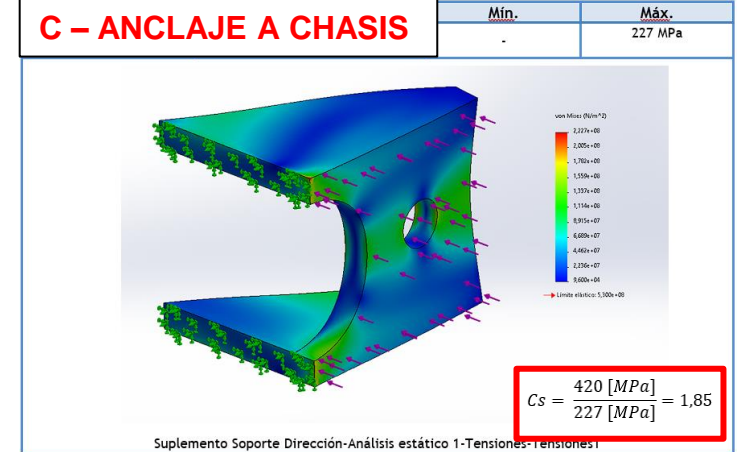 C – ANCLAJE A CHASIS
Mín. Máx.
- 227 MPa
von Mises (N/m^2)
2,227e+08
2,005e+08
1,782e+08
1,559e+08
1,337e+08
1,114e+08
8,915e+07
6,689e+07
4,462e+07
2,236e+07
9,600e+04
Límite elástico: 5,300e+08
Cs = 420 [MPa] / 227 [MPa] = 1,85
Suplemento Soporte Dirección-Análisis estático 1-Tensiones-Tensiones1